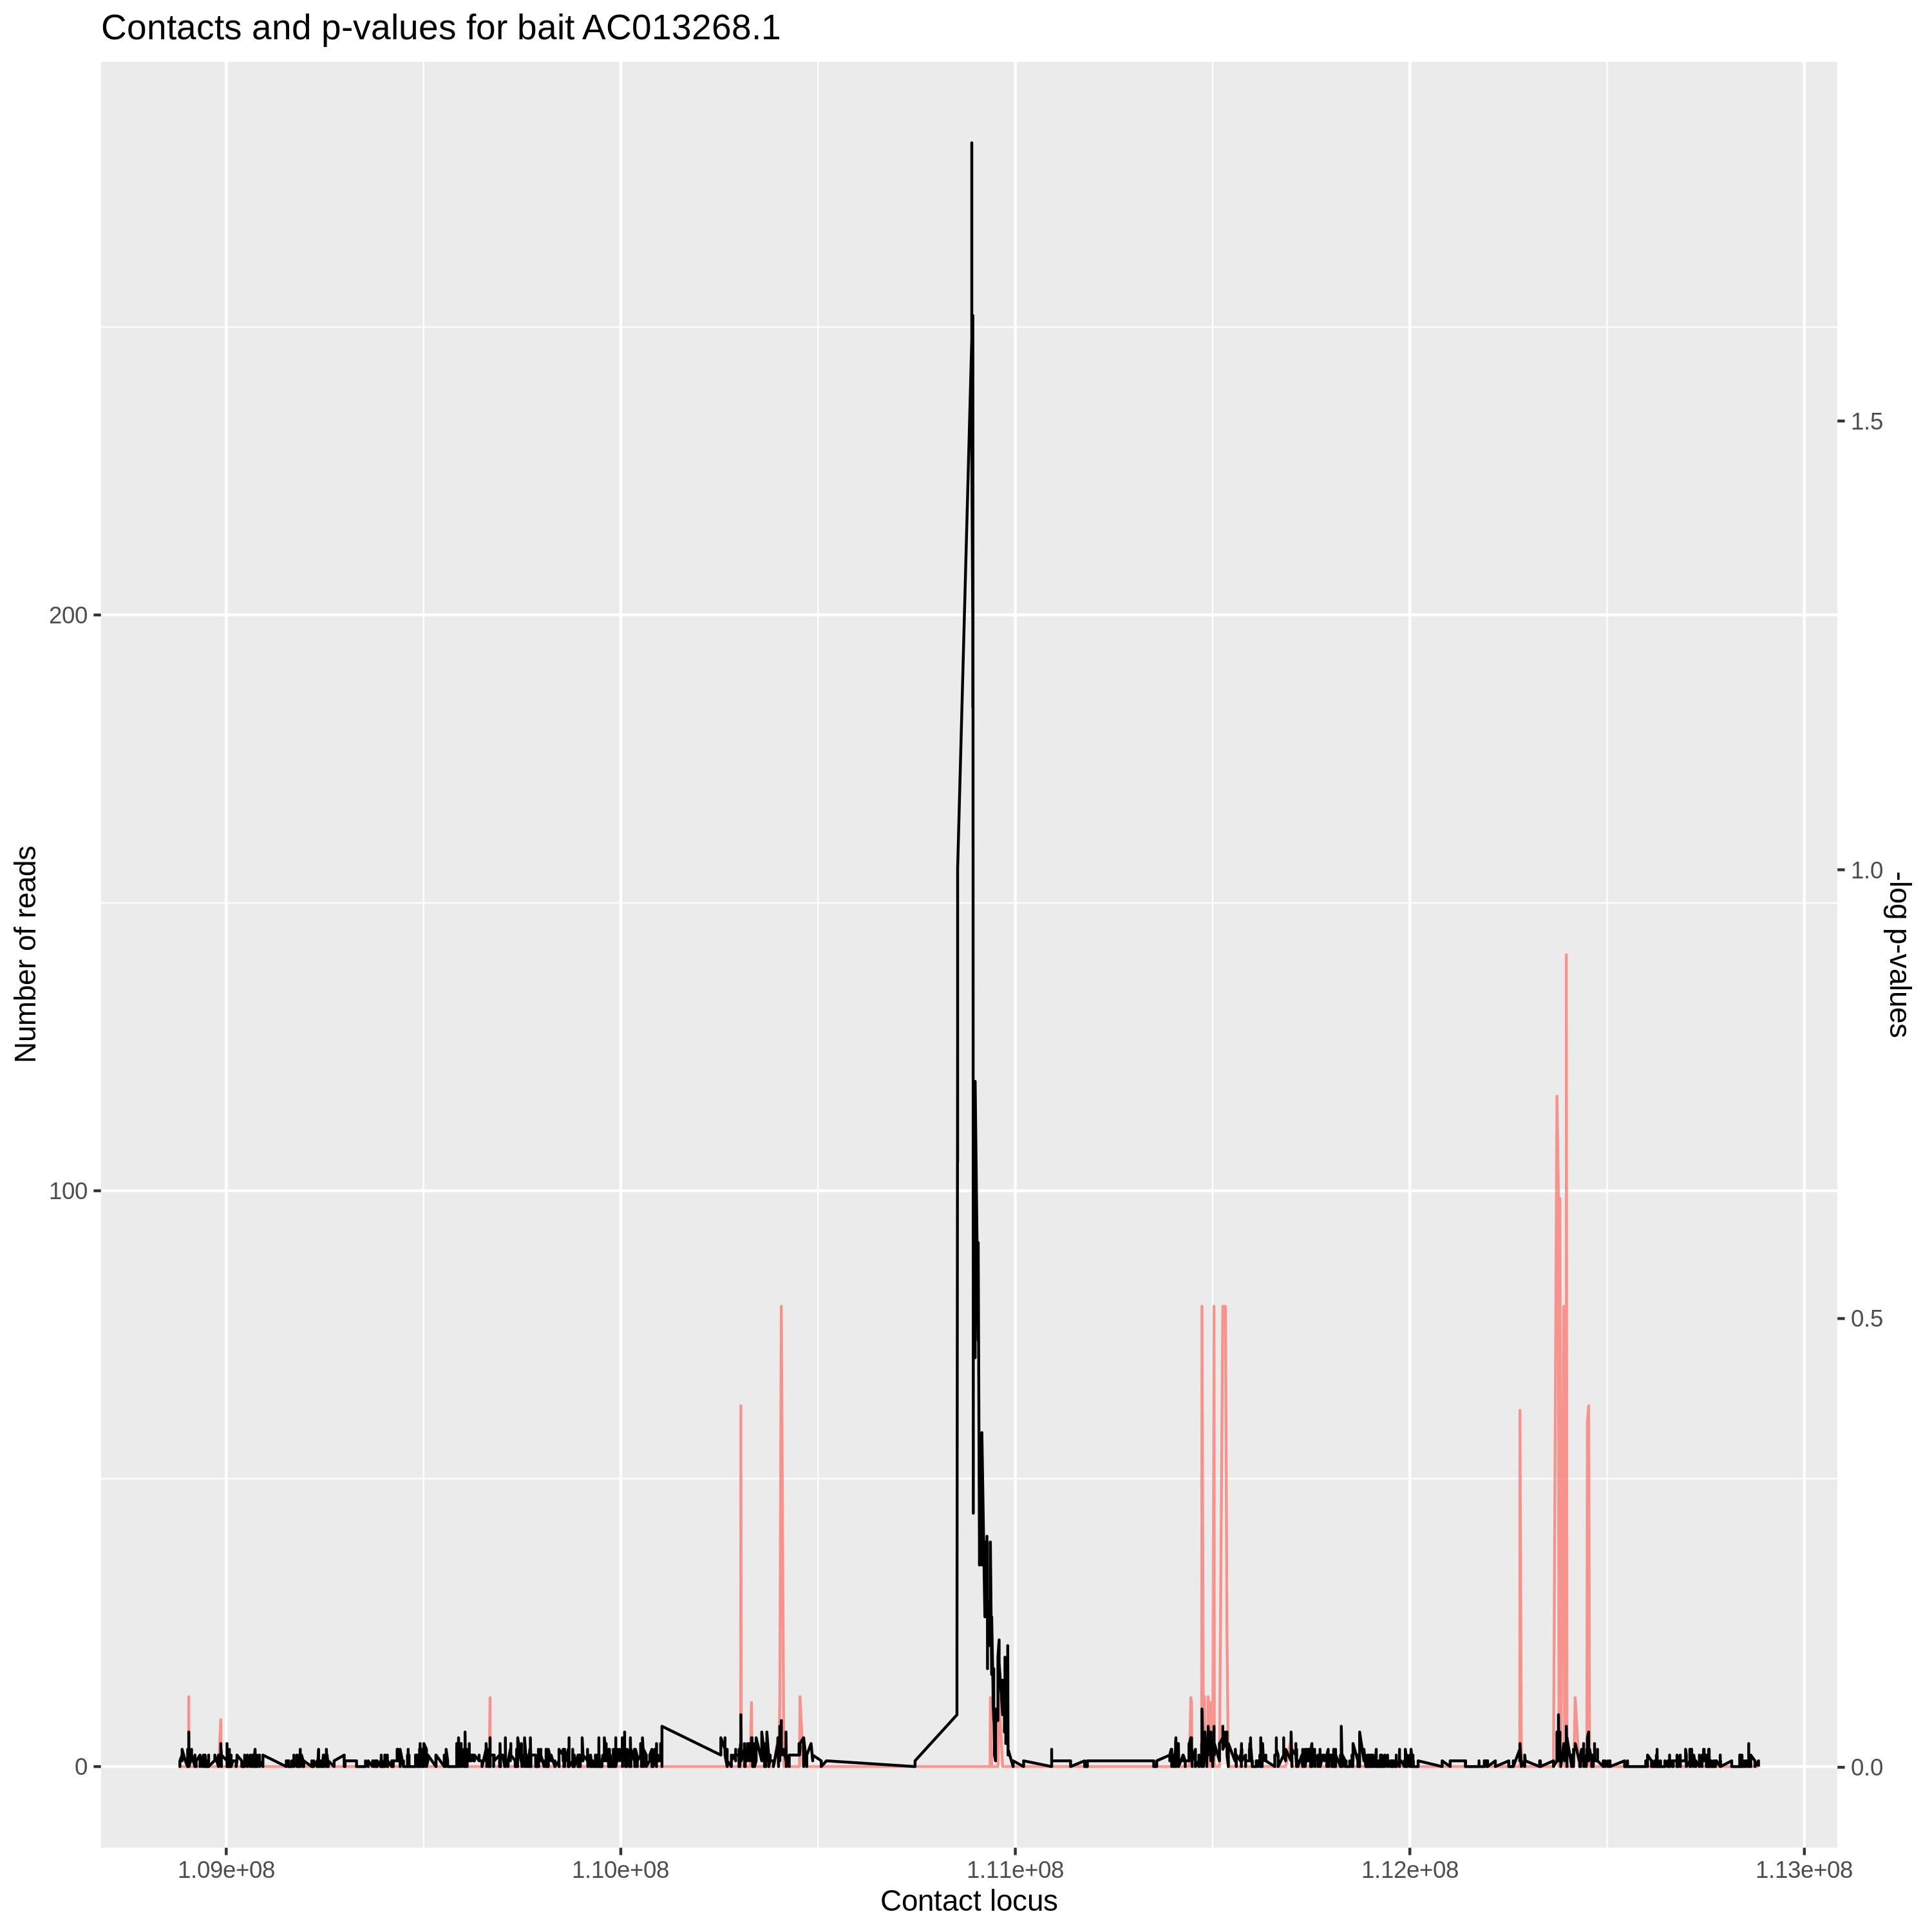 Contacts and p-values for bait AC013268.1
Number of reads
200
100
0
1.5
1.0
0.5
0.0
-log p-values
1.09e+08
1.10e+08
1.11e+08
1.12e+08
1.13e+08
Contact locus